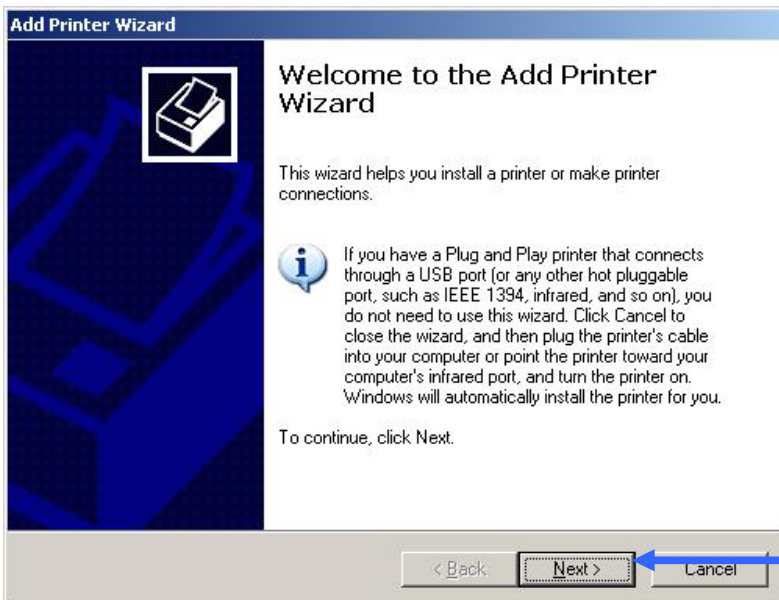 Add Printer Wizard
Welcome to the Add Printer
Wizard
This wizard helps you install a printer or make printer
connections.
If you have a Plug and Play printer that connects
through a USB port (or any other hot pluggable
port, such as IEEE 1394, infrared, and so on), you
do not need to use this wizard. Click Cancel to
close the wizard, and then plug the printer's cable
into your computer or point the printer toward your
computer's infrared port, and turn the printer on.
Windows will automatically install the printer for you.
To continue, click Next.
< Back Next > Cancel